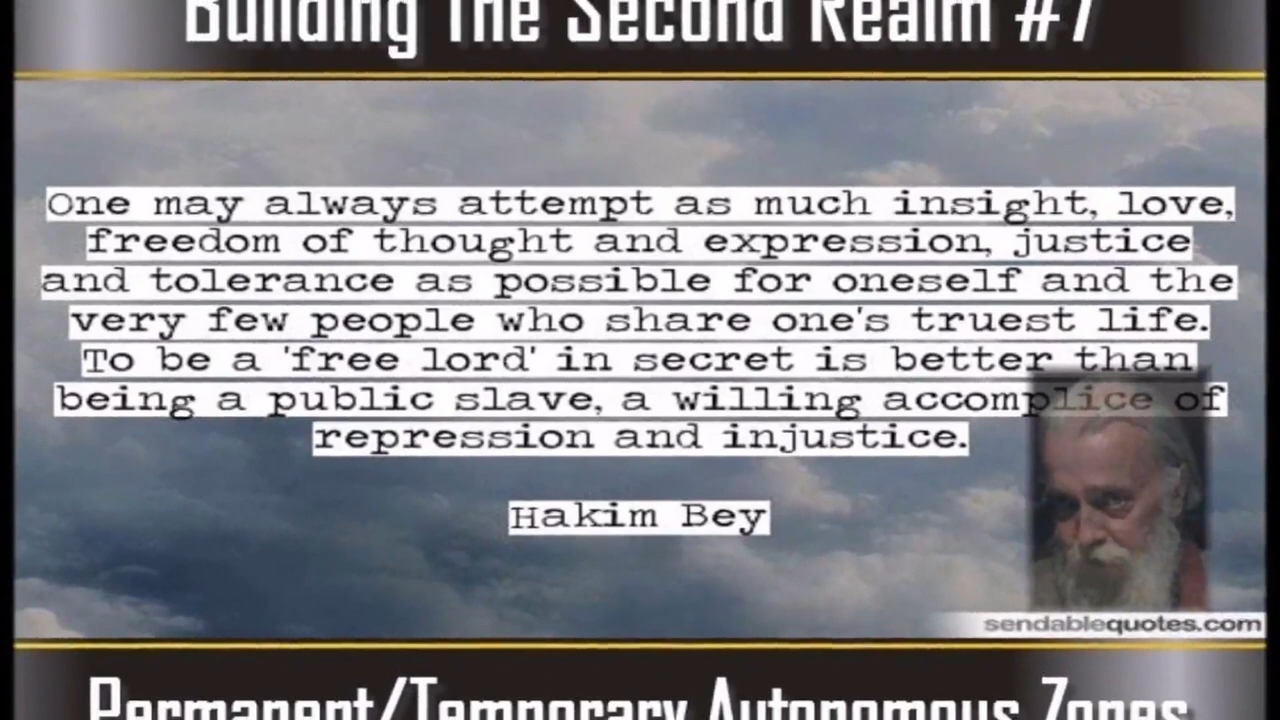 Building The Second Realm #7
One may always attempt as much insight, love,
freedom of thought and expression, justice
and tolerance as possible for oneself and the
very few people who share one's truest life.
To be a 'free lord' in secret is better than
being a public slave, a willing accomplice of
repression and injustice.
Hakim Bey
sendablequotes.com
Permanent/Temporary Autonomous Zones